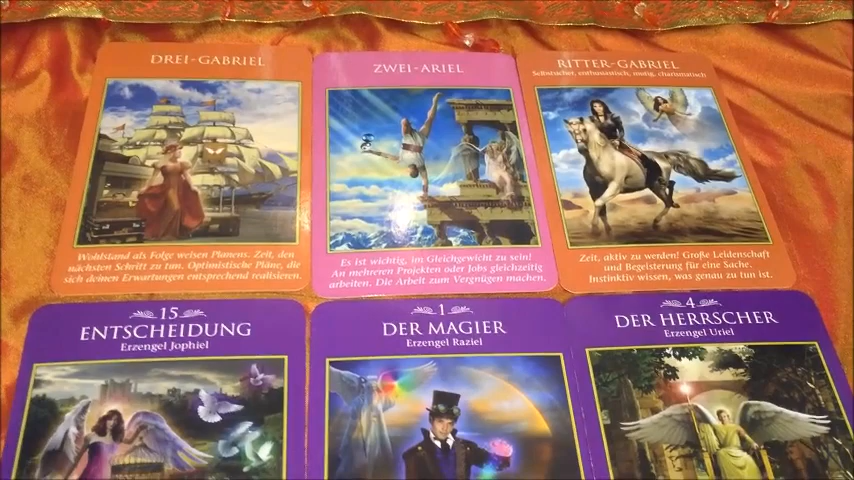 DREI-GABRIEL
Wohlstand als Folge weisen Planens. Zeit, den
nächsten Schritt zu tun. Optimistische Pläne, die
sich deinen Erwartungen entsprechend realisieren.
ZWEI-ARIEL
Es ist wichtig, im Gleichgewicht zu sein!
An mehreren Projekten oder Jobs gleichzeitig
arbeiten. Die Arbeit zum Vergnügen machen.
RITTER-GABRIEL
Selbstsicher, enthusiastisch, mutig, charismatisch
Zeit, aktiv zu werden! Große Leidenschaft
und Begeisterung für eine Sache.
Instinktiv wissen, was genau zu tun ist.
15
ENTSCHEIDUNG
Erzengel Jophiel
1
DER MAGIER
Erzengel Raziel
4
DER HERRSCHER
Erzengel Uriel